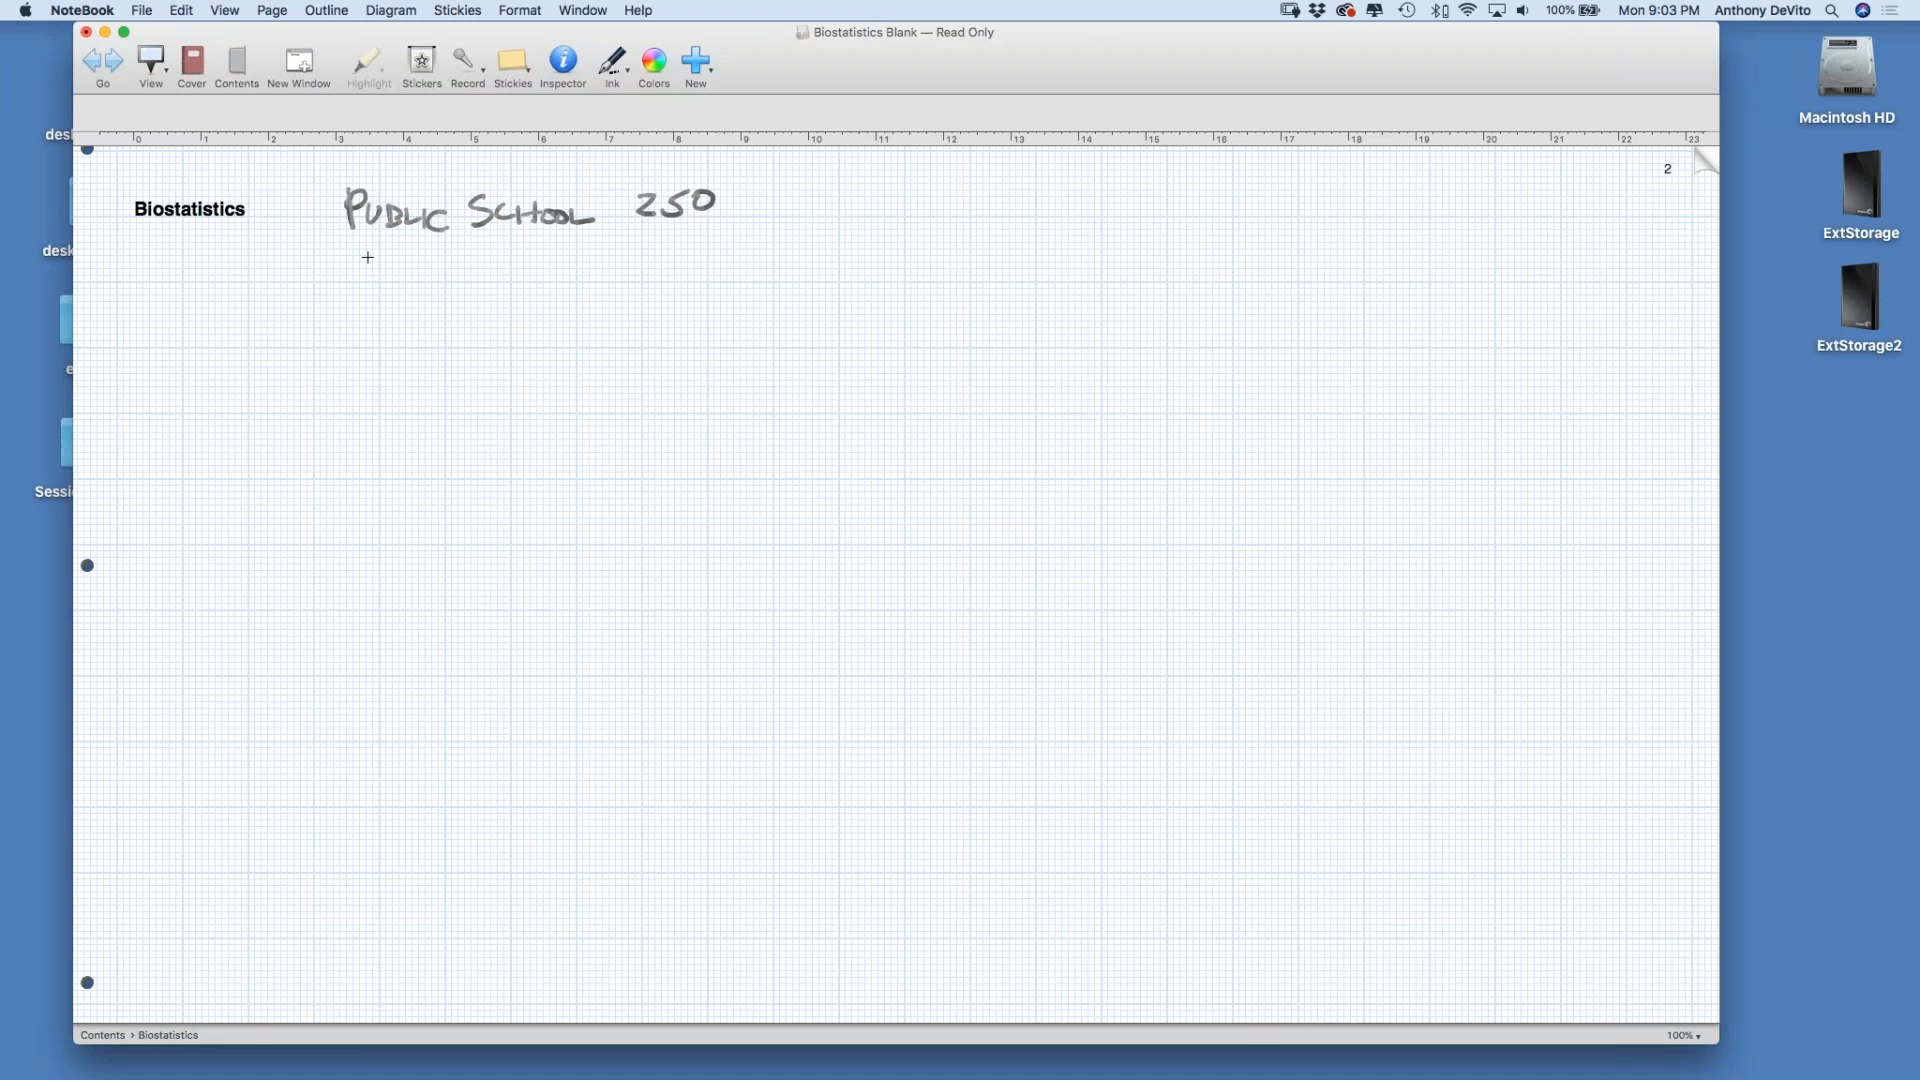 NoteBook File Edit View Page Outline Diagram Stickies Format Window Help 100% Mon 9:03 PM Anthony DeVito
Biostatistics Blank — Read Only
Go View Cover Contents New Window Highlight Stickers Record Stickies Inspector Ink Colors New
0 1 2 3 4 5 6 7 8 9 10 11 12 13 14 15 16 17 18 19 20 21 22 23
2
Biostatistics PUBLIC SCHOOL 250
Contents › Biostatistics 100%
Macintosh HD
ExtStorage
ExtStorage2